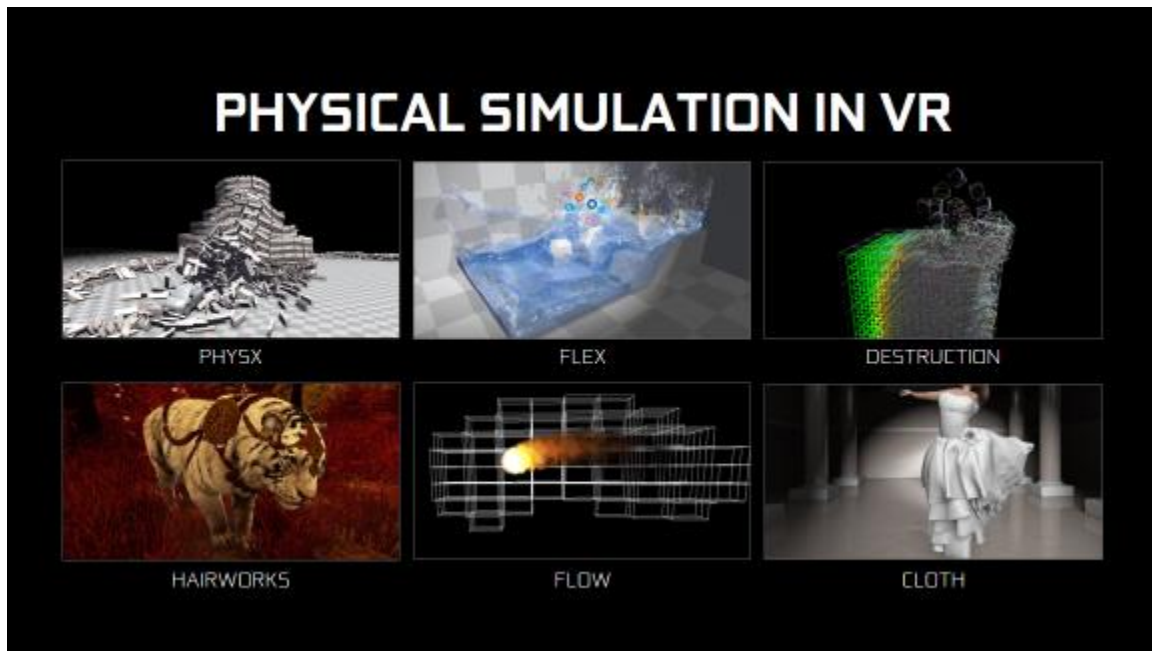 PHYSICAL SIMULATION IN VR
PHYSX
FLEX
DESTRUCTION
HAIRWORKS
FLOW
CLOTH